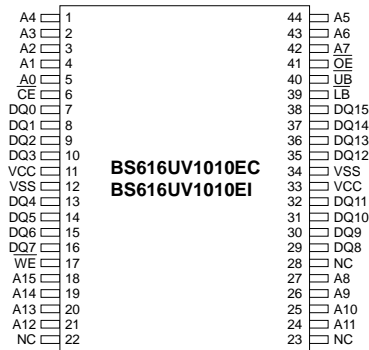 A4 1 44 A5
A3 2 43 A6
A2 3 42 A7
A1 4 41 OE
A0 5 40 UB
CE 6 39 LB
DQ0 7 38 DQ15
DQ1 8 37 DQ14
DQ2 9 36 DQ13
DQ3 10 35 DQ12
VCC 11 BS616UV1010EC 34 VSS
VSS 12 BS616UV1010EI 33 VCC
DQ4 13 32 DQ11
DQ5 14 31 DQ10
DQ6 15 30 DQ9
DQ7 16 29 DQ8
WE 17 28 NC
A15 18 27 A8
A14 19 26 A9
A13 20 25 A10
A12 21 24 A11
NC 22 23 NC